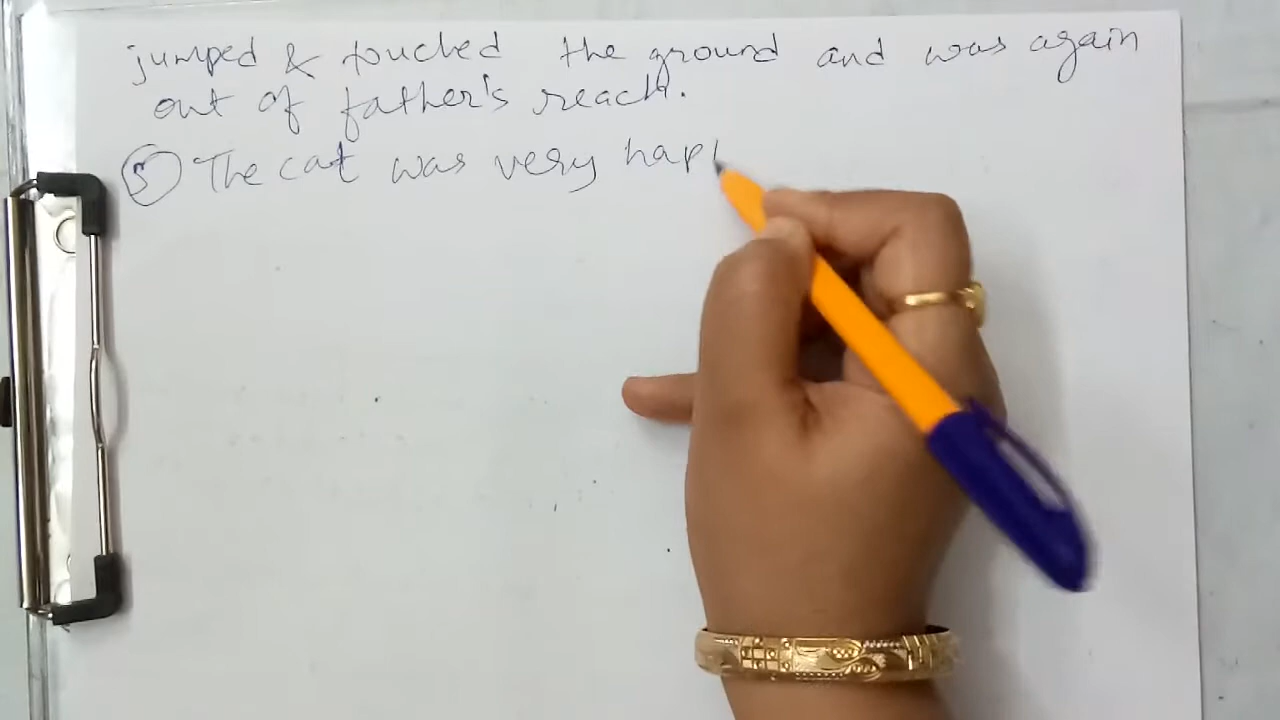 jumped & touched the ground and was again
out of father's reach.
(5) The cat was very hap